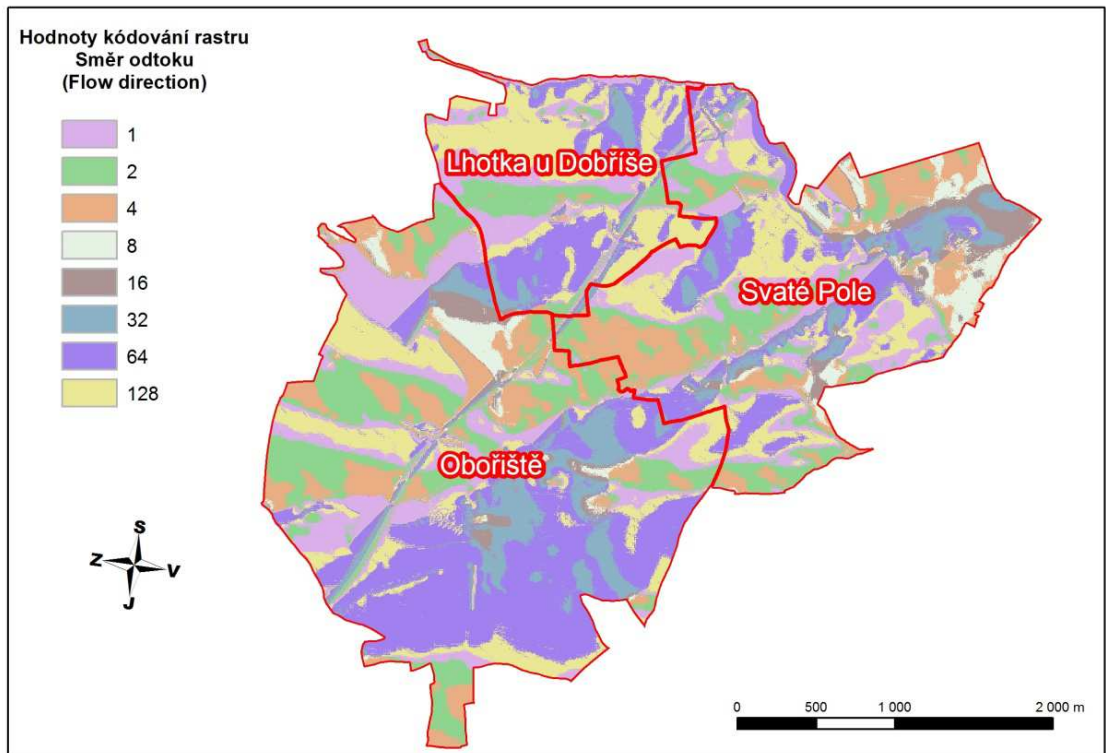 Hodnoty kódování rastru
Směr odtoku
(Flow direction)
1
2
4
8
16
32
64
128
Lhotka u Dobříše
Svaté Pole
Obořiště
S
Z V
J
0 500 1 000 2 000 m